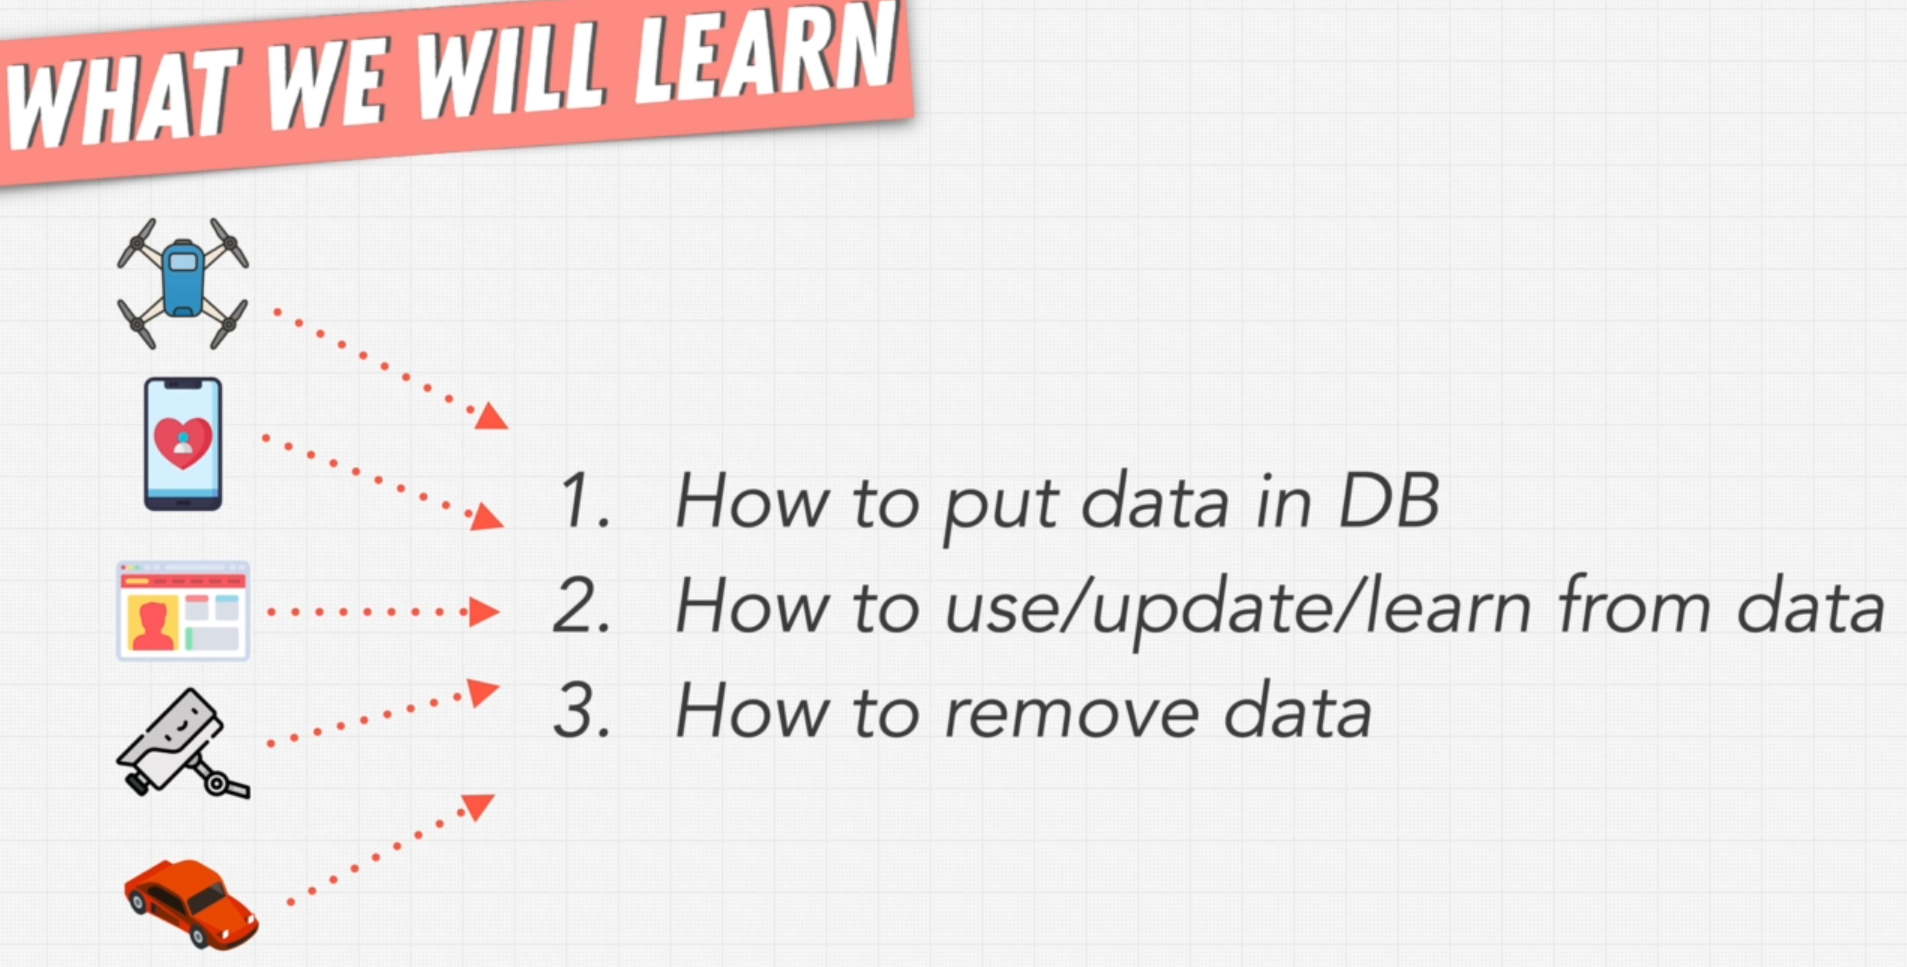 WHAT WE WILL LEARN
1. How to put data in DB
2. How to use/update/learn from data
3. How to remove data